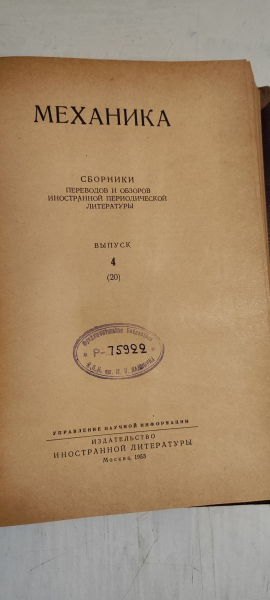 МЕХАНИКА
СБОРНИКИ
ПЕРЕВОДОВ И ОБЗОРОВ
ИНОСТРАННОЙ ПЕРИОДИЧЕСКОЙ
ЛИТЕРАТУРЫ
ВЫПУСК
4
(20)
Р-75922
УПРАВЛЕНИЕ НАУЧНОЙ ИНФОРМАЦИИ
ИЗДАТЕЛЬСТВО
ИНОСТРАННОЙ ЛИТЕРАТУРЫ
Москва, 1953